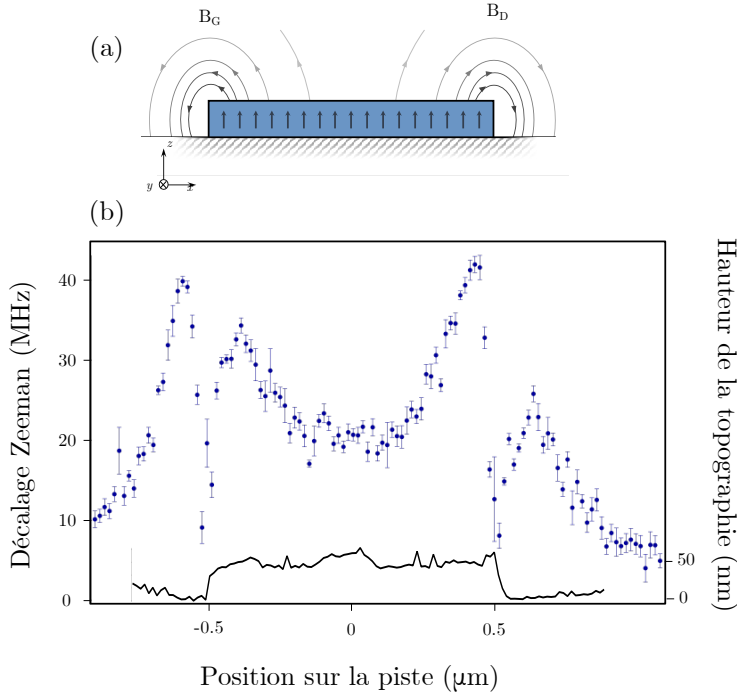 B_G
B_D
(a)
z
y
x
(b)
40
30
20
10
0
50
0
-0.5
0
0.5
Décalage Zeeman (MHz)
Hauteur de la topographie (nm)
Position sur la piste (μm)